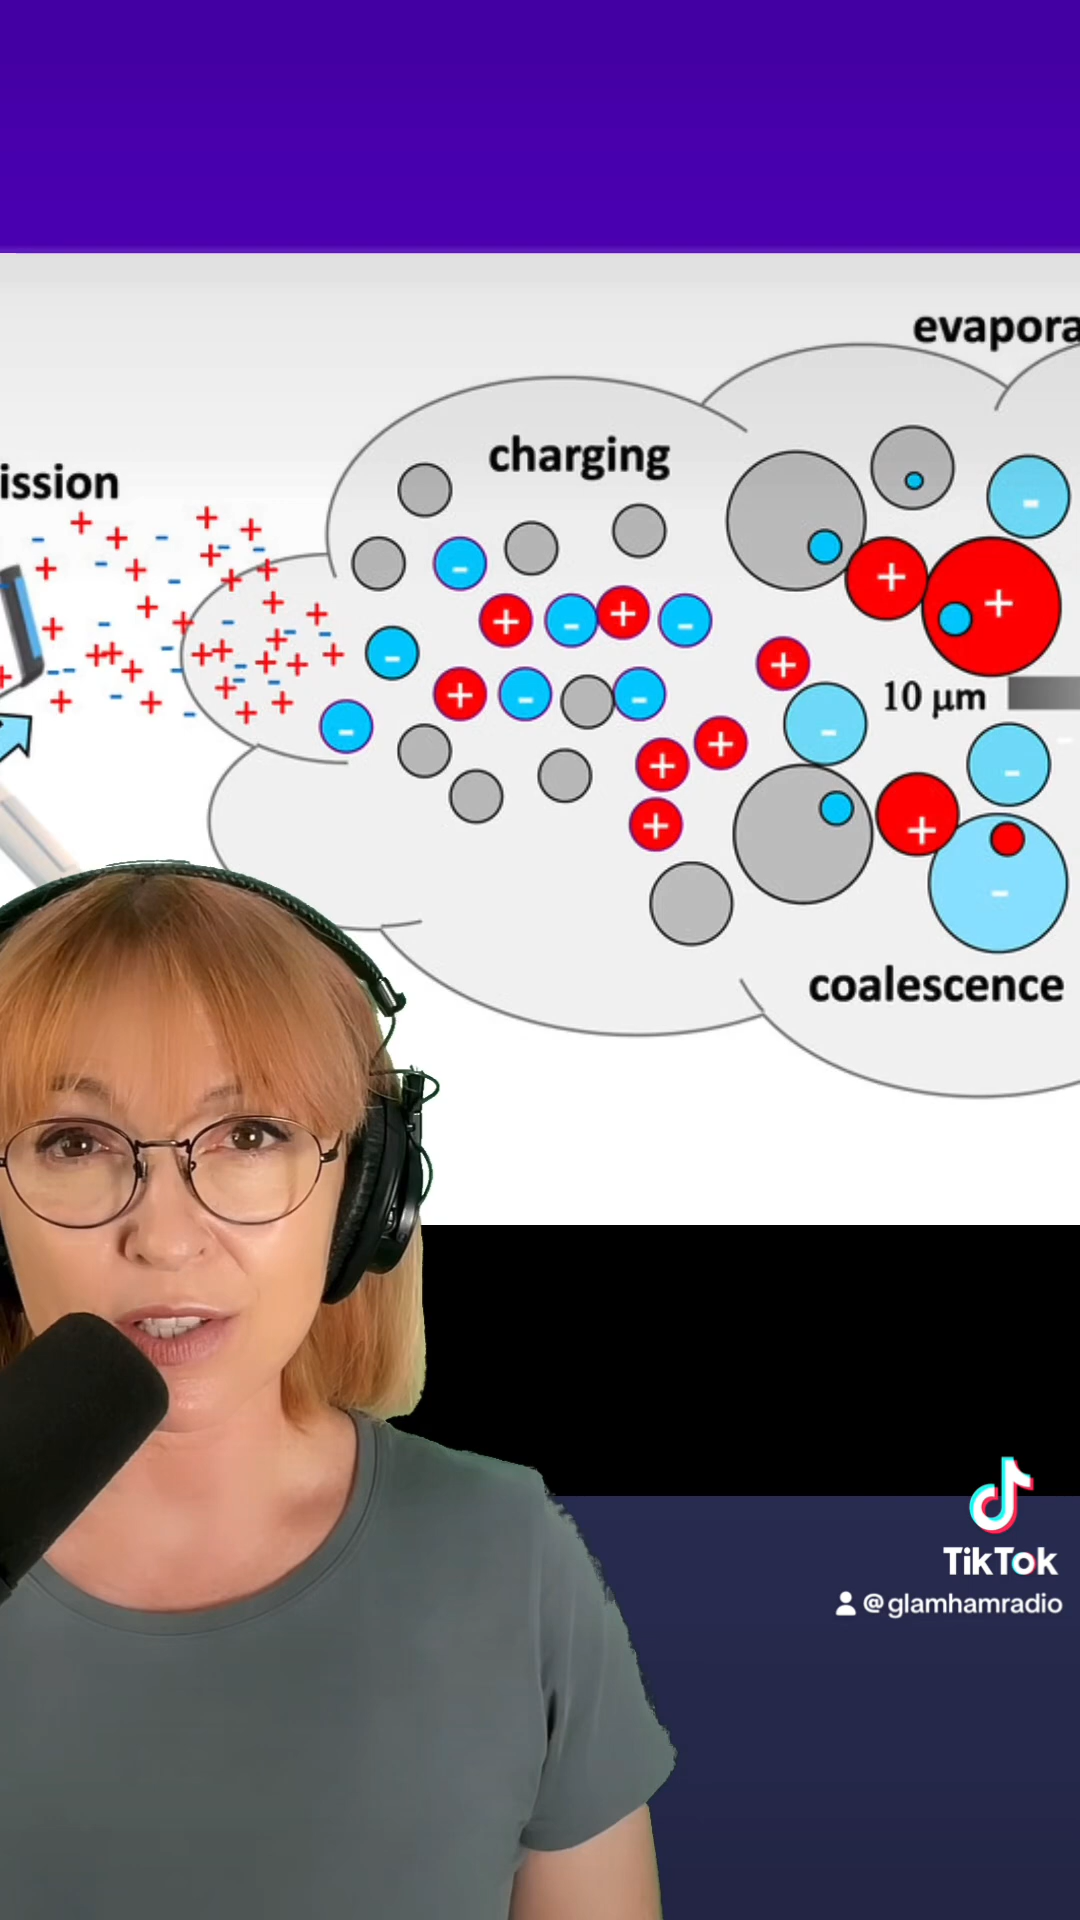 evapora
charging
ission
10 μm
coalescence
TikTok
@glamhamradio